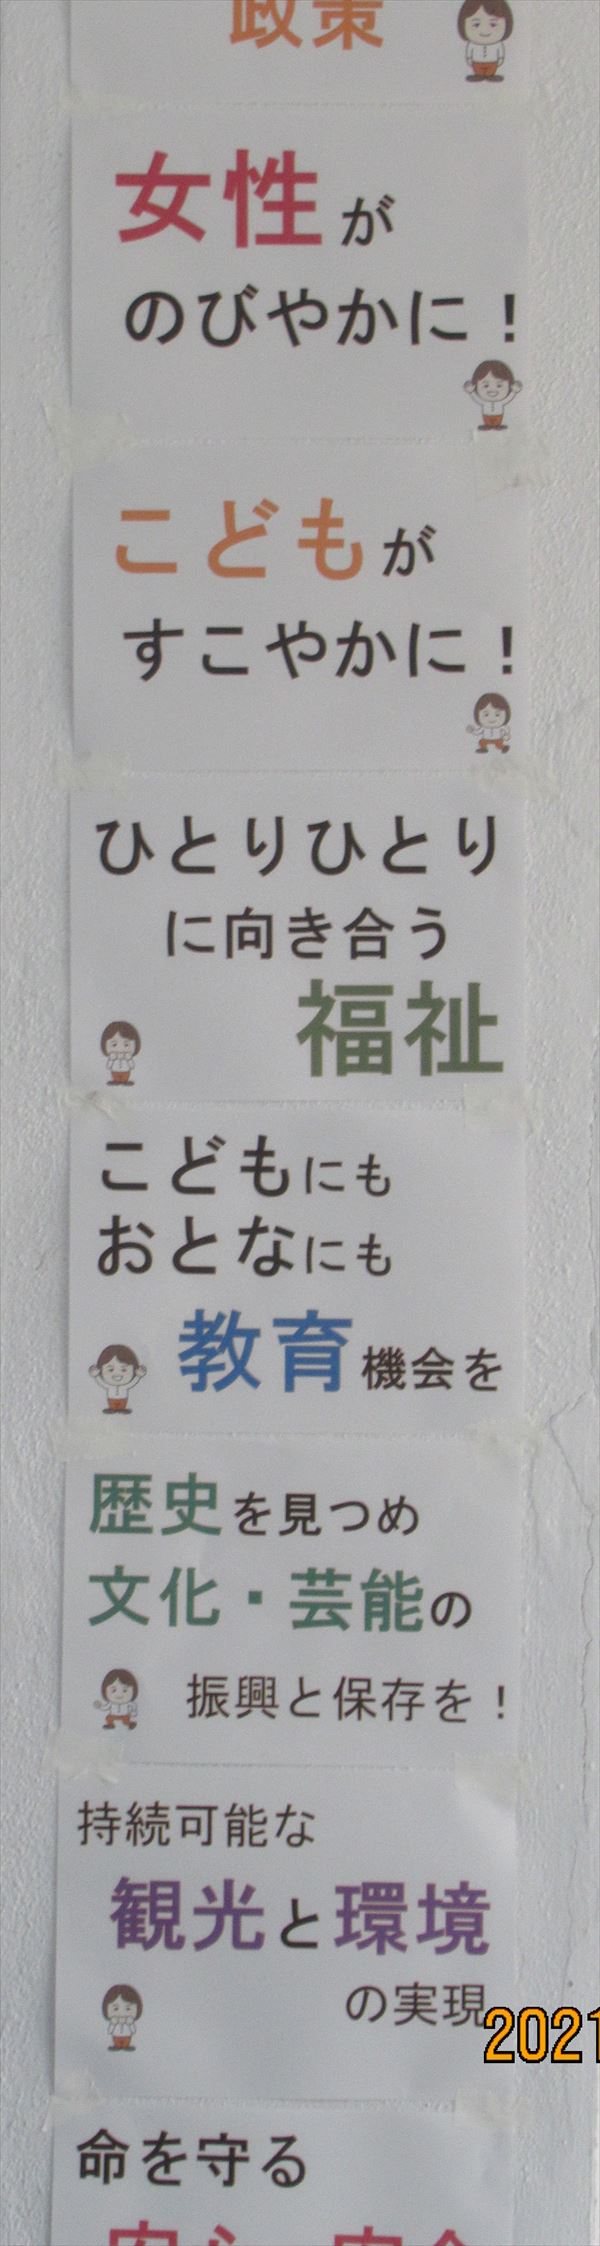 政策
女性が
のびやかに！
こどもが
すこやかに！
ひとりひとり
に向き合う
福祉
こどもにも
おとなにも
教育機会を
歴史を見つめ
文化・芸能の
振興と保存を！
持続可能な
観光と環境
の実現
2021
命を守る